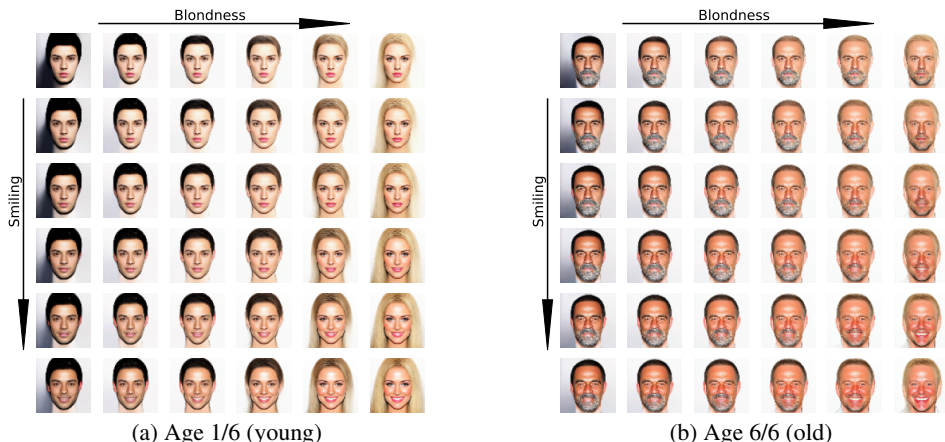 Blondness
Smiling
(a) Age 1/6 (young)
Blondness
Smiling
(b) Age 6/6 (old)